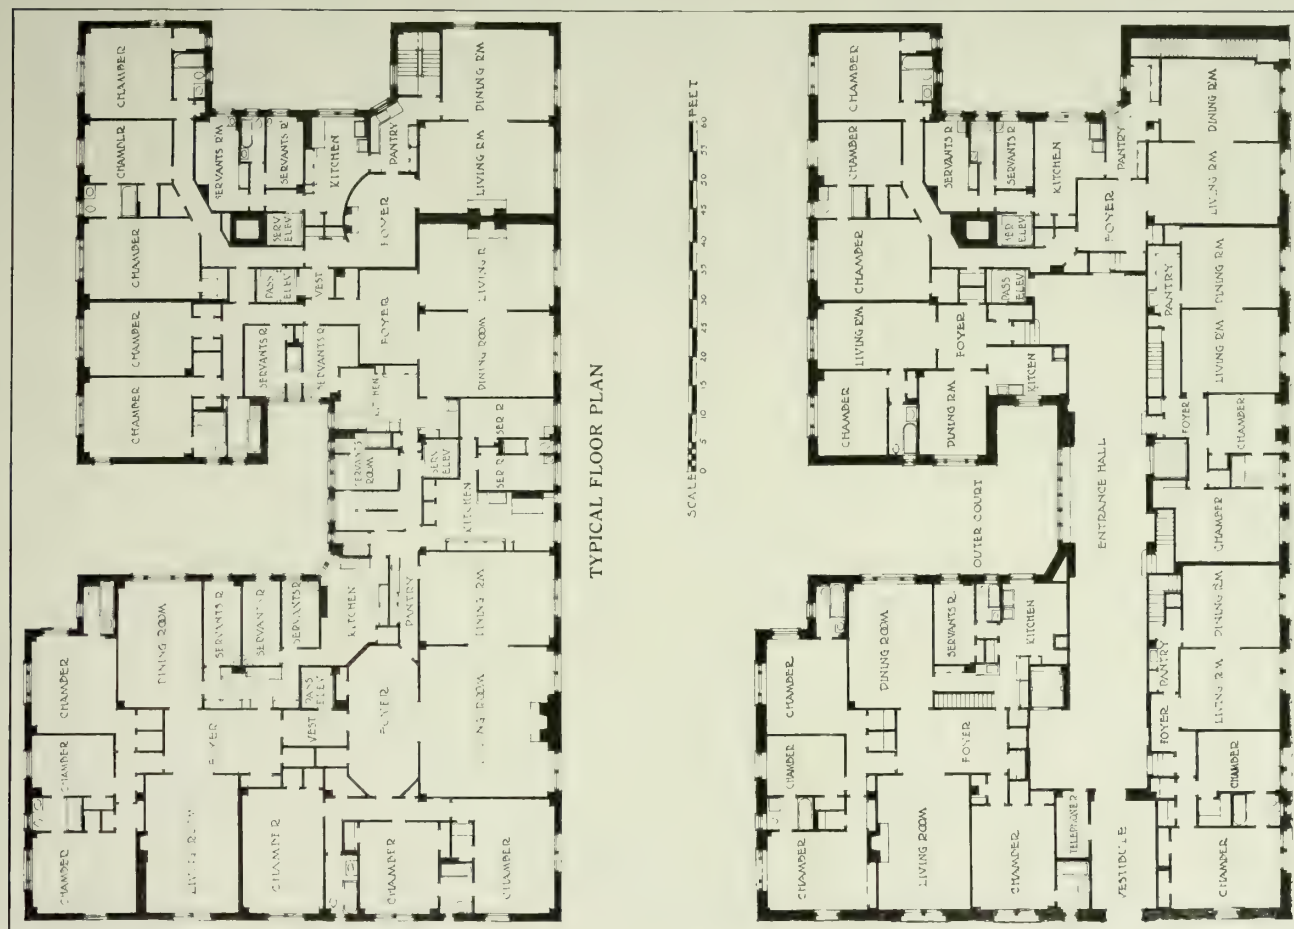 CHAMBER
CHAMBER
CHAMBER
CHAMBER
CHAMBER
SERVANTS RM
SERVANTS R
KITCHEN
PANTRY
DINING RM
LIVING RM
SERV ELEV
FOYER
PASS ELEV
VEST
LIVING R
FOYER
DINING ROOM
SERVANTS R
SERVANTS R
KITCHEN
SERVANTS ROOM
SERV ELEV
SER R
SER R
KITCHEN
CHAMBER
CHAMBER
CHAMBER
DINING ROOM
SERVANTS R
SERVANTS R
SERVANTS R
KITCHEN
PANTRY
LIVING RM
PASS ELEV
FOYER
VEST
FOYER
DINING ROOM
LIVING ROOM
CHAMBER
CHAMBER
CHAMBER
TYPICAL FLOOR PLAN
SCALE 0 5 10 15 20 25 30 35 40 45 50 55 60 FEET
CHAMBER
CHAMBER
CHAMBER
LIVING RM
CHAMBER
SERVANTS R
SERVANTS R
KITCHEN
PANTRY
DINING RM
LIVING RM
SER ELEV
FOYER
PASS ELEV
FOYER
DINING RM
KITCEN
PANTRY
DINING RM
LIVING RM
FOYER
CHAMBER
CHAMBER
OUTER COURT
ENTRANCE HALL
CHAMBER
CHAMBER
CHAMBER
DINING ROOM
SERVANTS R
KITCHEN
FOYER
LIVING ROOM
CHAMBER
TELEPHONE R
VESTIBULE
DINING RM
PANTRY
LIVING RM
FOYER
CHAMBER
CHAMBER